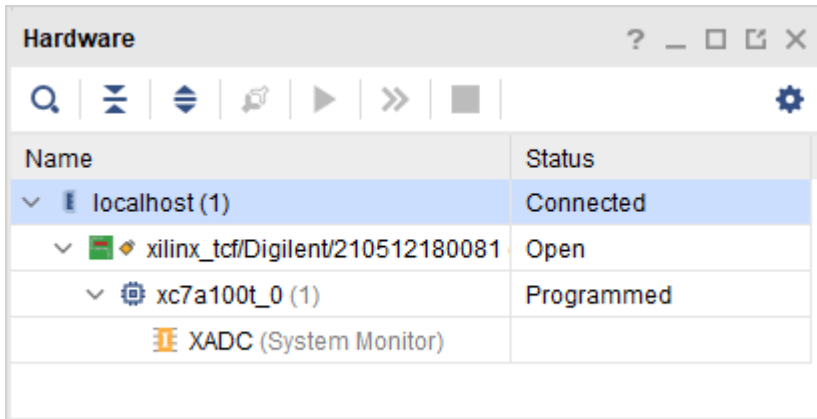 Hardware
Name Status
localhost (1) Connected
xilinx_tcf/Digilent/210512180081 Open
xc7a100t_0 (1) Programmed
XADC (System Monitor)